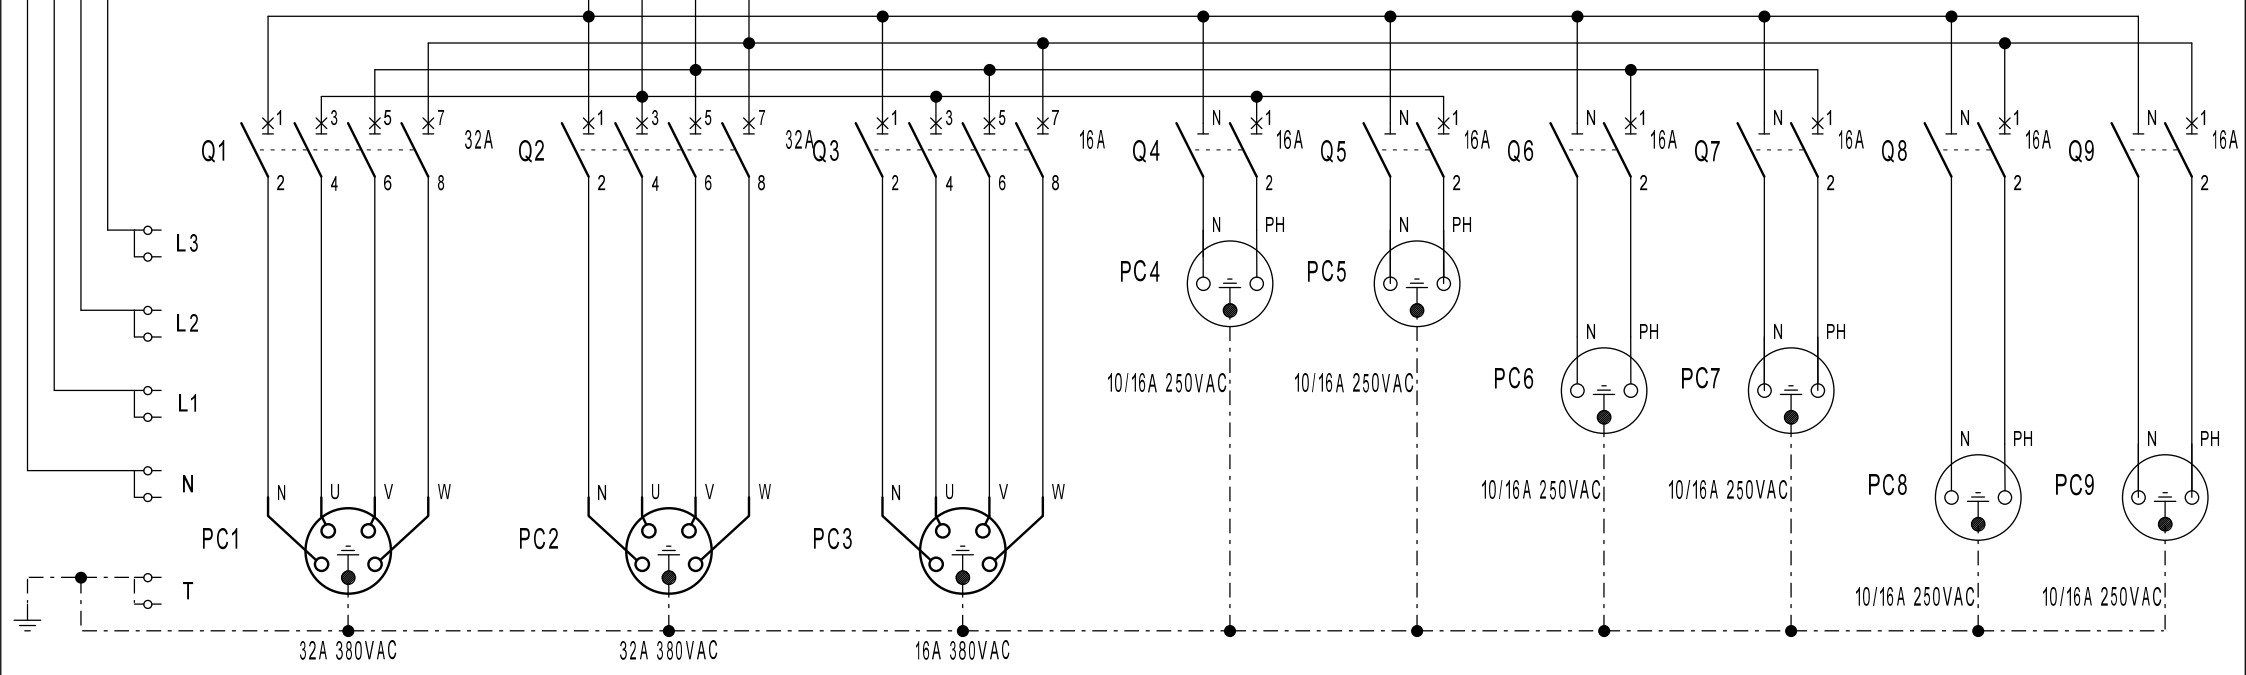 1 3 5 7 1 3 5 7 1 3 5 7 N 1 N 1 N 1 N 1 N 1 N 1
Q1 32A Q2 32A Q3 16A Q4 16A Q5 16A Q6 16A Q7 16A Q8 16A Q9 16A
2 4 6 8 2 4 6 8 2 4 6 8 2 2 2 2 2 2
N PH N PH
L3
PC4 PC5
L2
N PH N PH
10/16A 250VAC 10/16A 250VAC PC6 PC7
L1
N PH N PH
N 10/16A 250VAC 10/16A 250VAC PC8 PC9
N U V W N U V W N U V W
PC1 PC2 PC3
T 10/16A 250VAC 10/16A 250VAC
32A 380VAC 32A 380VAC 16A 380VAC